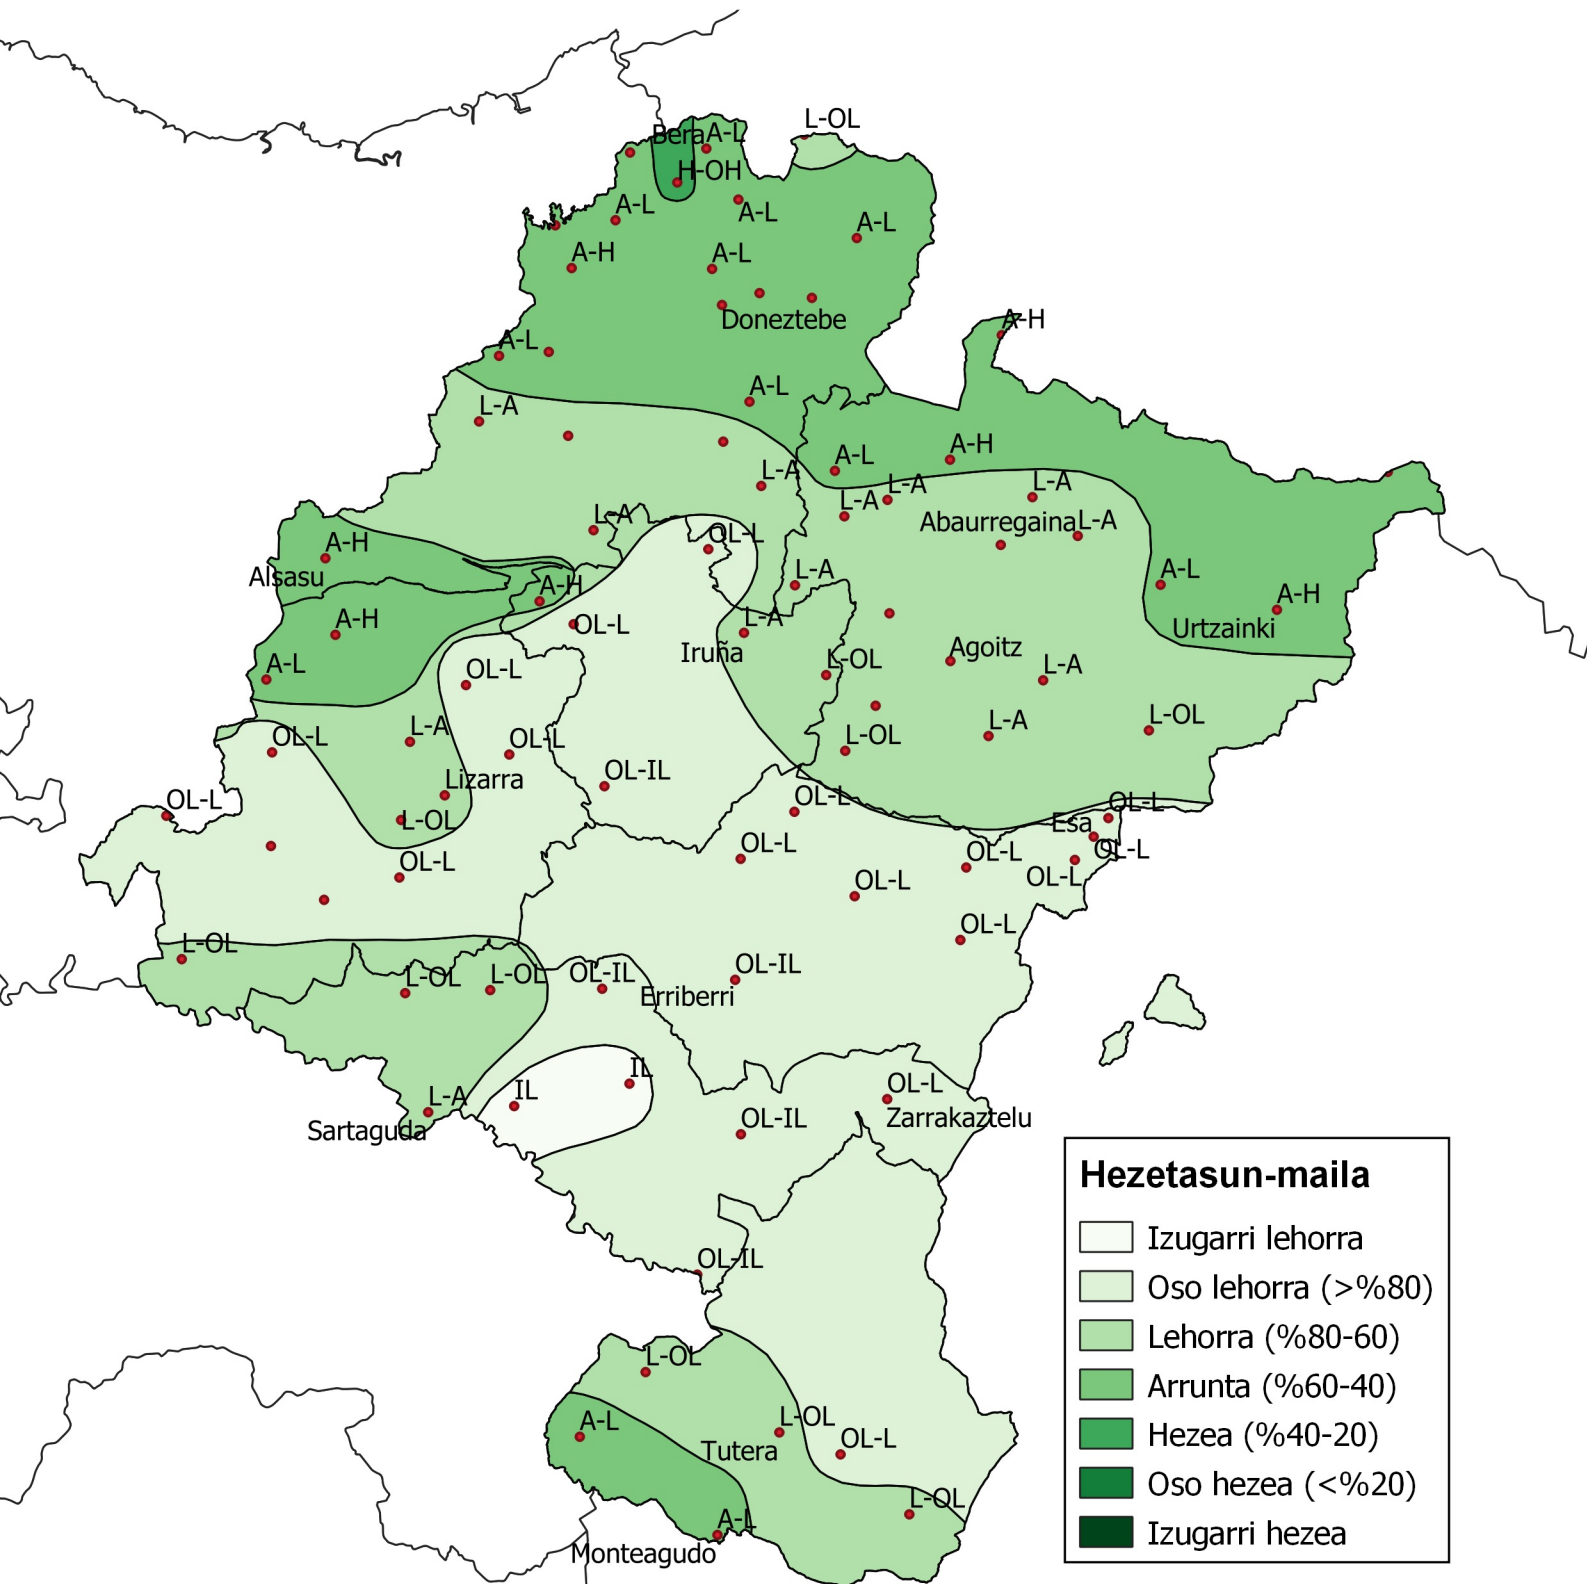 L-OL
Bera A-L
H-OH
A-L
A-L
A-L
A-H
A-L
Doneztebe
A-H
A-L
A-L
L-A
A-H
A-L
L-A
L-A
L-A
L-A
L-A
Abaurregaina L-A
OL-L
A-H
Alsasu
L-A
A-L
A-H
A-H
A-H
L-A
OL-L
Urtzainki
Iruña
Agoitz
L-OL
A-L
OL-L
L-A
L-OL
L-A
L-A
OL-L
OL-L
L-OL
OL-IL
Lizarra
OL-L
OL-L
OL-L
L-OL
Esa
OL-L
OL-L
OL-L
OL-L
OL-L
OL-L
OL-L
L-OL
L-OL
L-OL
OL-IL
OL-IL
Erriberri
IL
IL
OL-L
L-A
OL-IL
Zarrakaztelu
Sartaguda
OL-IL
L-OL
A-L
L-OL
OL-L
Tutera
L-OL
A-L
Monteagudo
Hezetasun-maila
Izugarri lehorra
Oso lehorra (>%80)
Lehorra (%80-60)
Arrunta (%60-40)
Hezea (%40-20)
Oso hezea (<%20)
Izugarri hezea